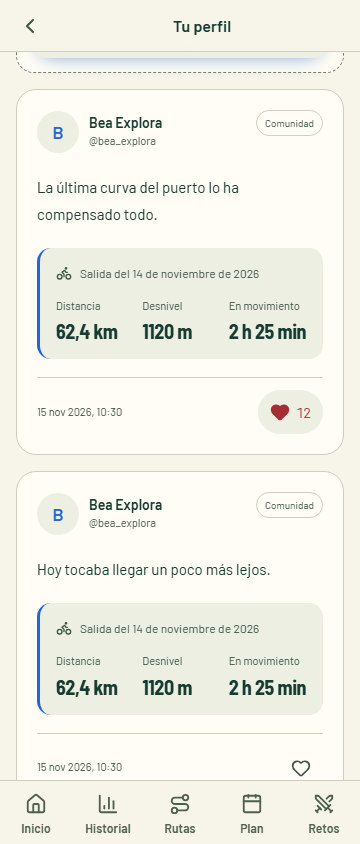 Tu perfil
B
Bea Explora
@bea_explora
Comunidad
La última curva del puerto lo ha
compensado todo.
Salida del 14 de noviembre de 2026
Distancia Desnivel En movimiento
62,4 km 1120 m 2 h 25 min
15 nov 2026, 10:30
12
B
Bea Explora
@bea_explora
Comunidad
Hoy tocaba llegar un poco más lejos.
Salida del 14 de noviembre de 2026
Distancia Desnivel En movimiento
62,4 km 1120 m 2 h 25 min
15 nov 2026, 10:30
Inicio Historial Rutas Plan Retos